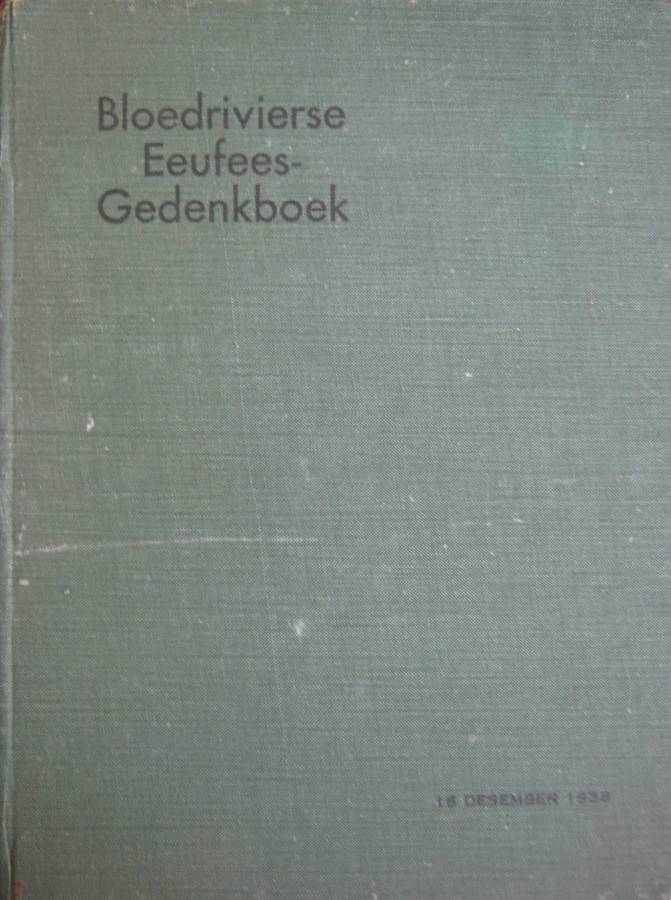 Bloedrivierse
Eeufees-
Gedenkboek
16 DESEMBER 1938